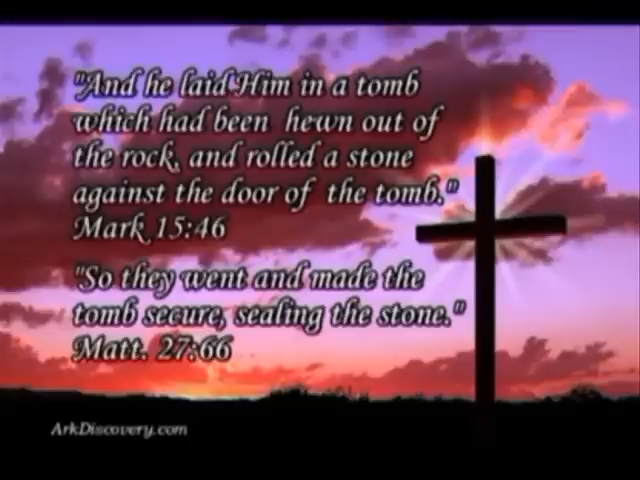 "And he laid Him in a tomb
which had been hewn out of
the rock, and rolled a stone
against the door of the tomb."
Mark 15:46
"So they went and made the
tomb secure, sealing the stone."
Matt. 27:66
ArkDiscovery.com